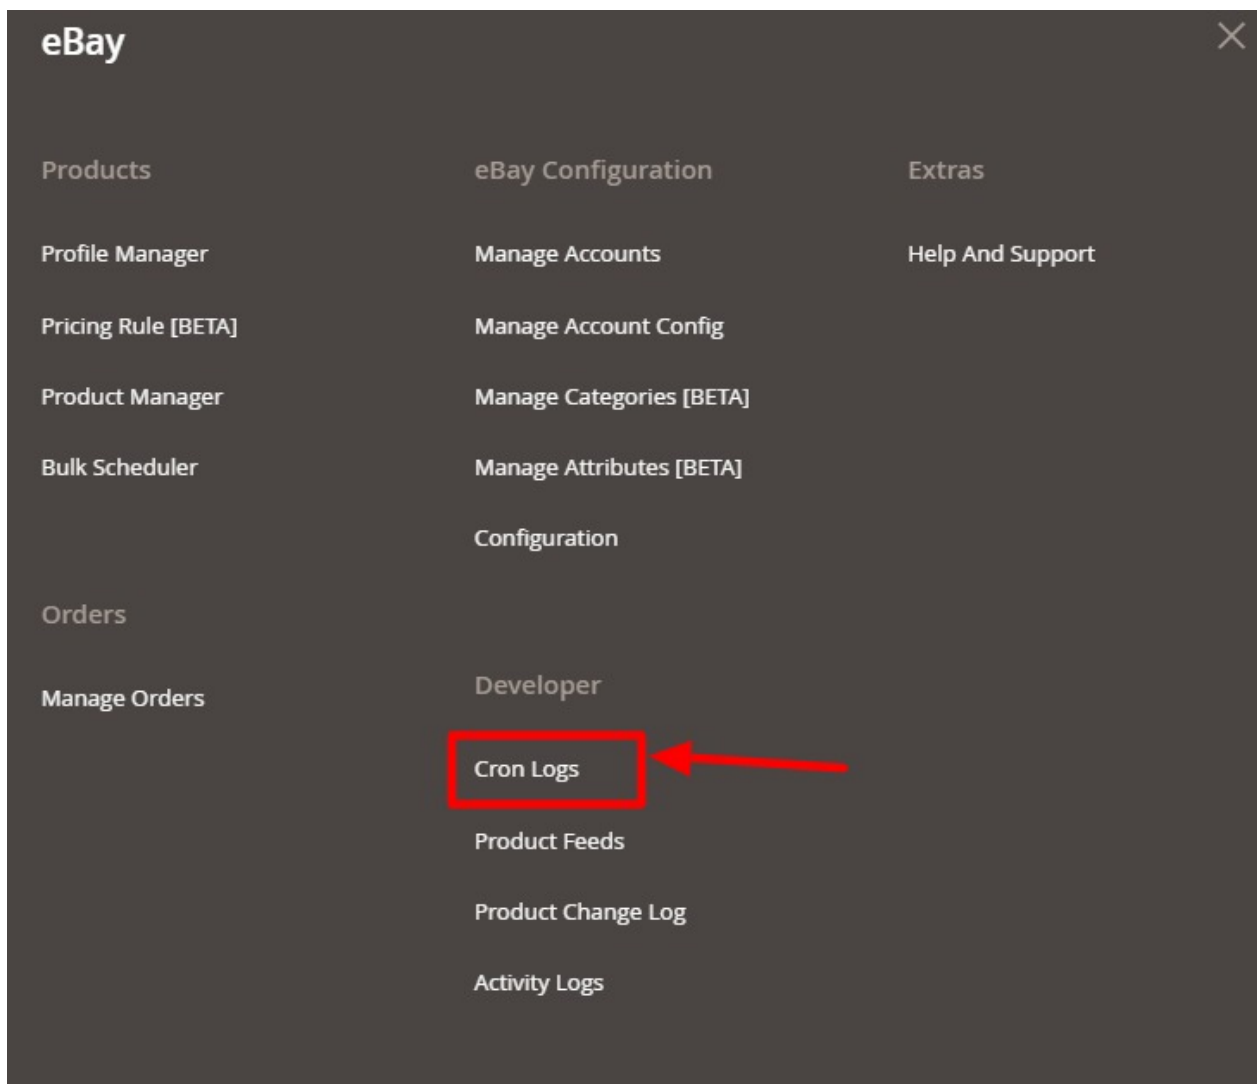 eBay
Products
Profile Manager
Pricing Rule [BETA]
Product Manager
Bulk Scheduler
Orders
Manage Orders
eBay Configuration
Manage Accounts
Manage Account Config
Manage Categories [BETA]
Manage Attributes [BETA]
Configuration
Developer
Cron Logs
Product Feeds
Product Change Log
Activity Logs
Extras
Help And Support